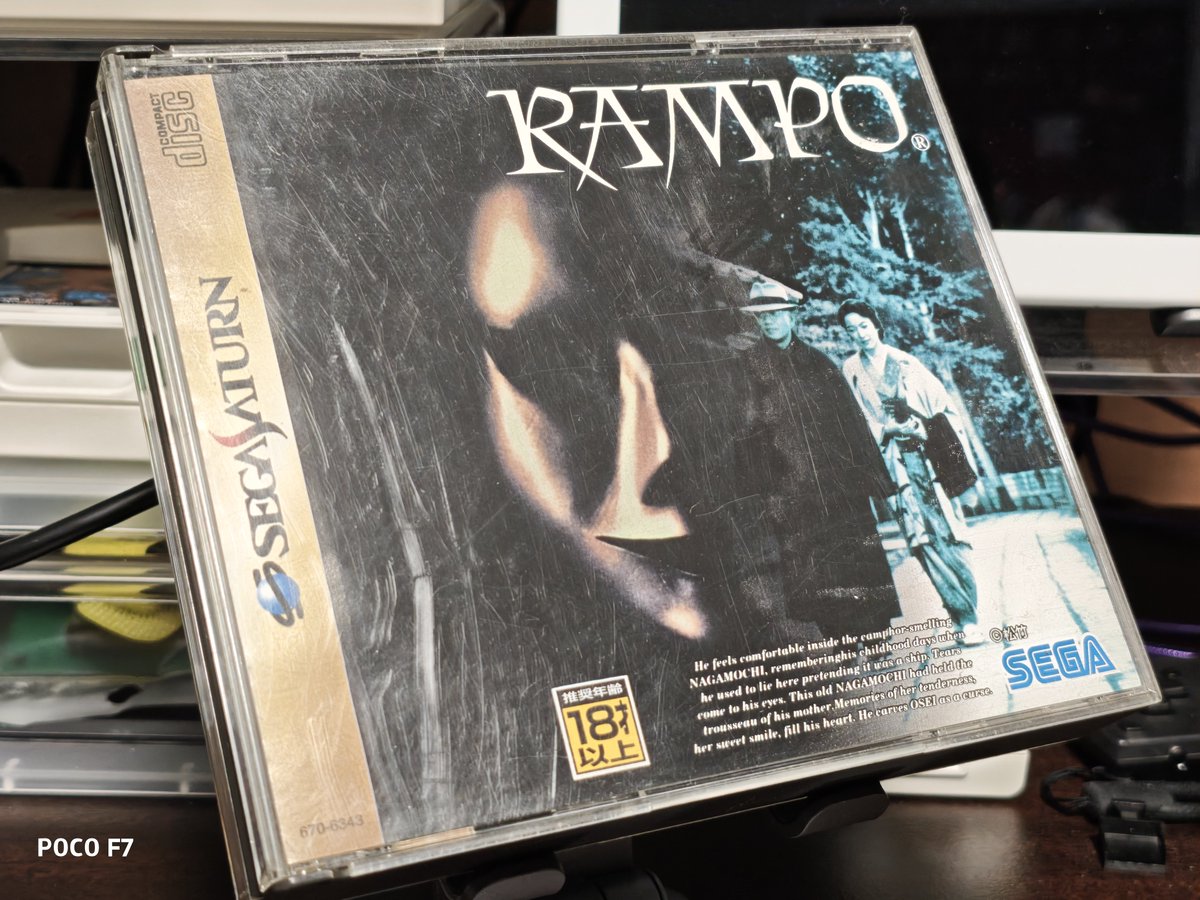 COMPACT
disc
RAMPO®
SEGA SATURN
He feels comfortable inside the camphor-smelling
NAGAMOCHI, rememberinghis childhood days when
he used to lie here pretending it was a ship. Tears
come to his eyes. This old NAGAMOCHI had held the
trousseau of his mother.Memories of her tenderness,
her sweet smile, fill his heart. He carves OSEI as a curse.
©松竹
SEGA
推奨年齢
18才
以上
670-6343
POCO F7